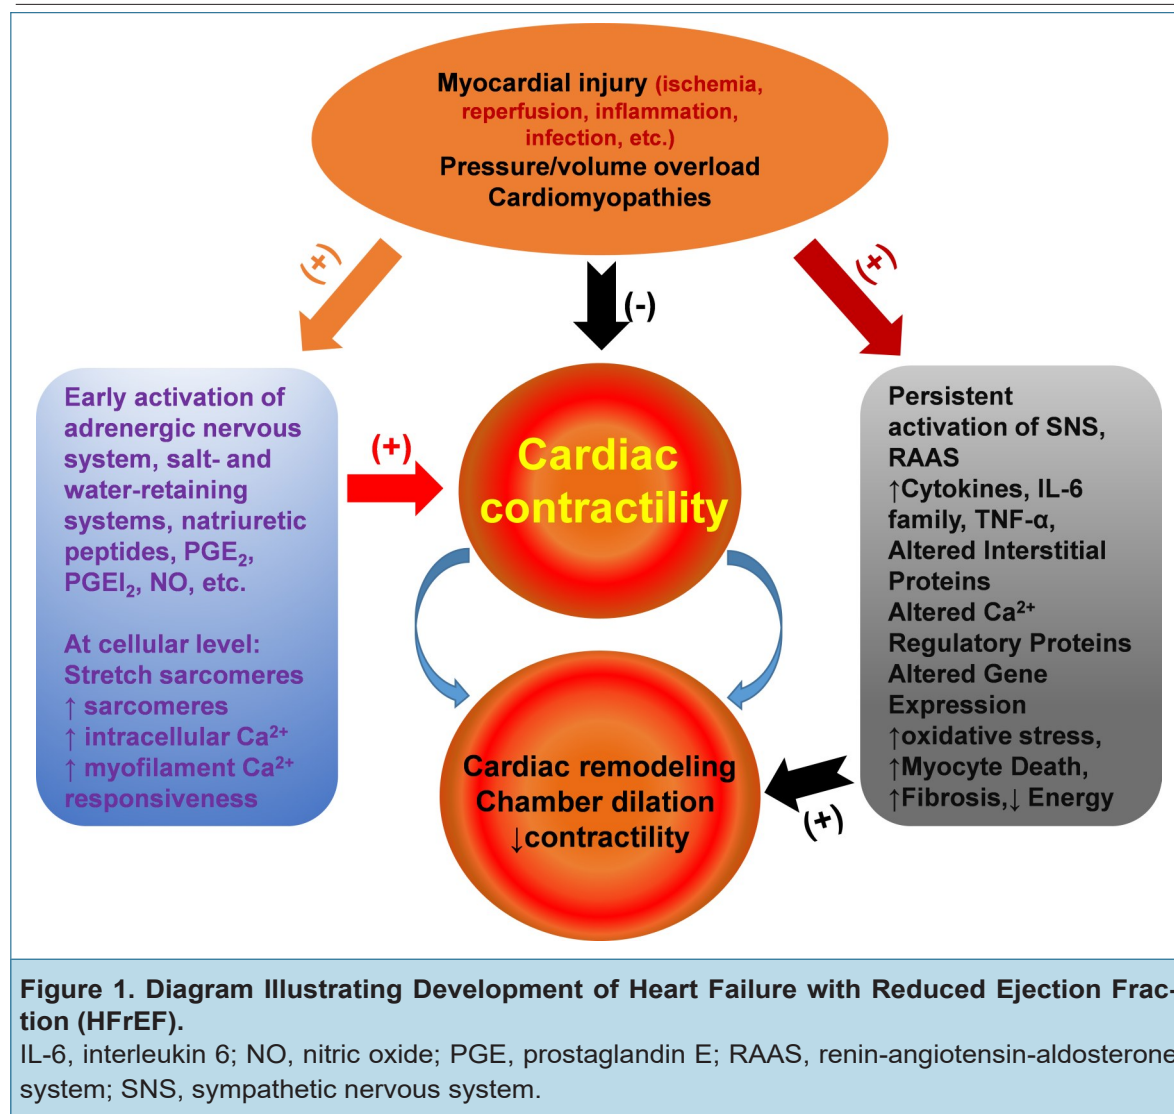 Myocardial injury (ischemia,
reperfusion, inflammation,
infection, etc.)
Pressure/volume overload
Cardiomyopathies
(+)
(-)
(+)
Early activation of
adrenergic nervous
system, salt- and
water-retaining
systems, natriuretic
peptides, PGE₂,
PGEI₂, NO, etc.
At cellular level:
Stretch sarcomeres
↑ sarcomeres
↑ intracellular Ca²⁺
↑ myofilament Ca²⁺
responsiveness
(+)
Cardiac
contractility
Persistent
activation of SNS,
RAAS
↑Cytokines, IL-6
family, TNF-α,
Altered Interstitial
Proteins
Altered Ca²⁺
Regulatory Proteins
Altered Gene
Expression
↑oxidative stress,
↑Myocyte Death,
↑Fibrosis,↓ Energy
(+)
Cardiac remodeling
Chamber dilation
↓contractility
Figure 1. Diagram Illustrating Development of Heart Failure with Reduced Ejection Frac-
tion (HFrEF).
IL-6, interleukin 6; NO, nitric oxide; PGE, prostaglandin E; RAAS, renin-angiotensin-aldosterone
system; SNS, sympathetic nervous system.